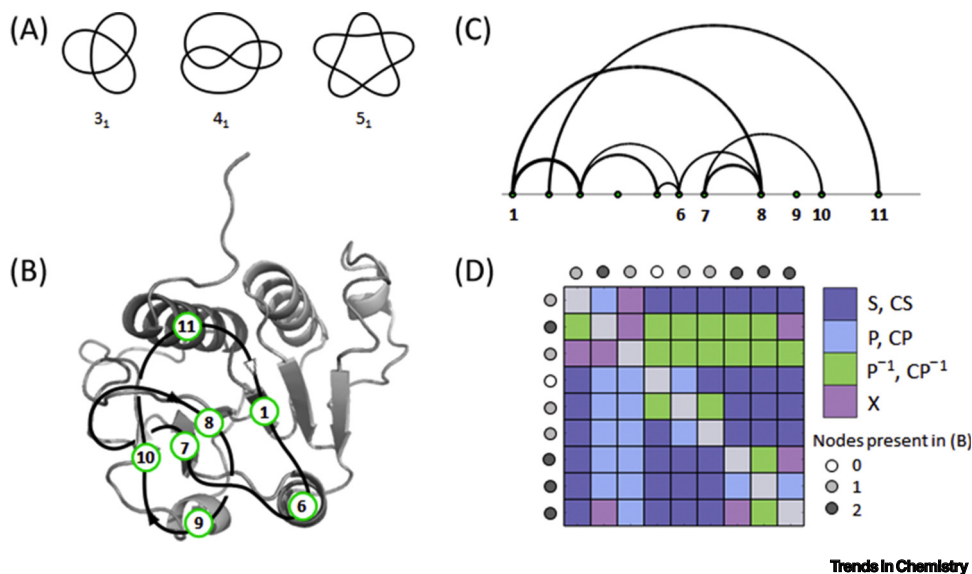 (A)
3₁
4₁
5₁
(B)
11
1
8
7
10
6
9
(C)
1 6 7 8 9 10 11
(D)
S, CS
P, CP
P⁻¹, CP⁻¹
X
Nodes present in (B)
0
1
2
Trends in Chemistry